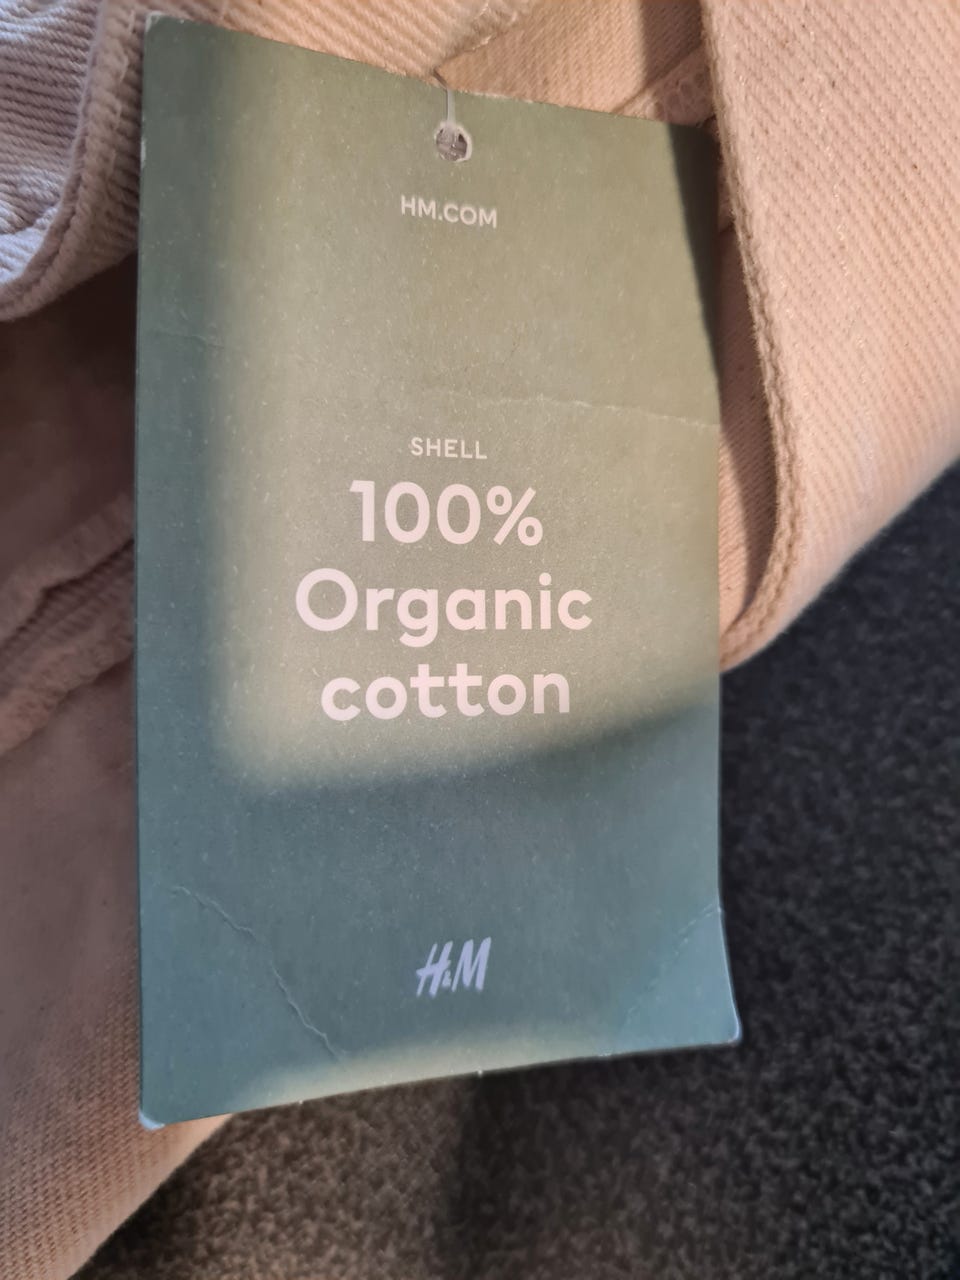 HM.COM
SHELL
100%
Organic
cotton
H&M